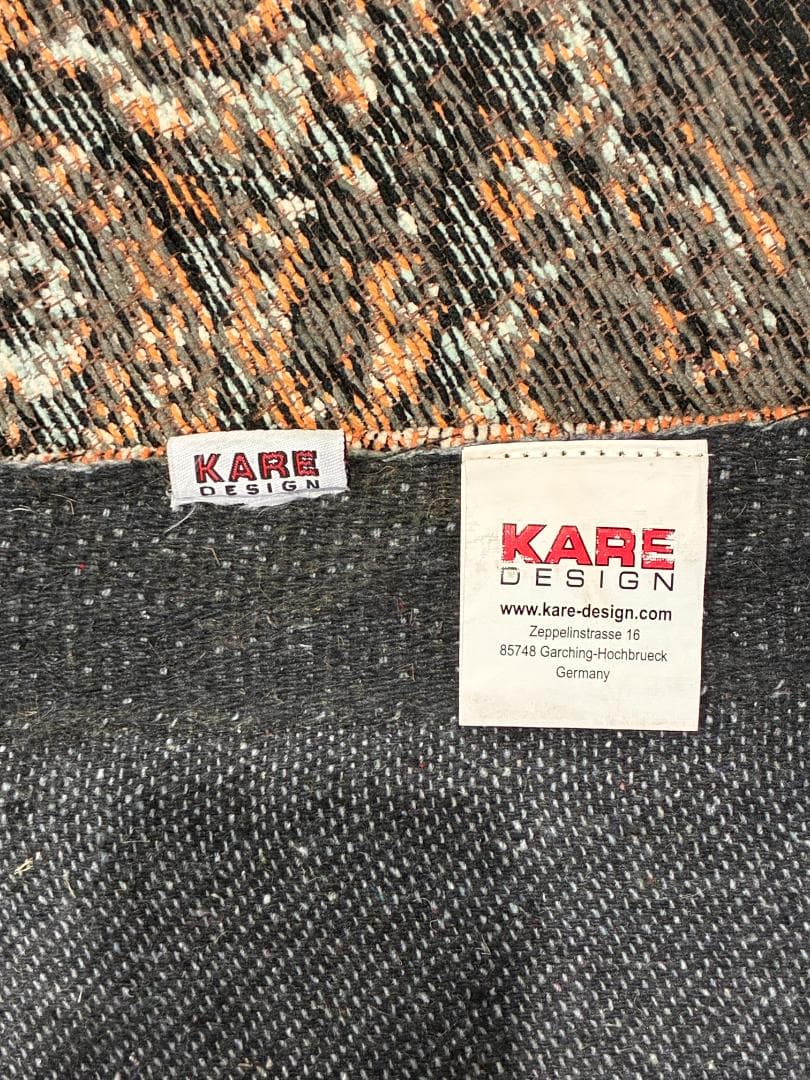 KARE
DESIGN
KARE
DESIGN
www.kare-design.com
Zeppelinstrasse 16
85748 Garching-Hochbrueck
Germany